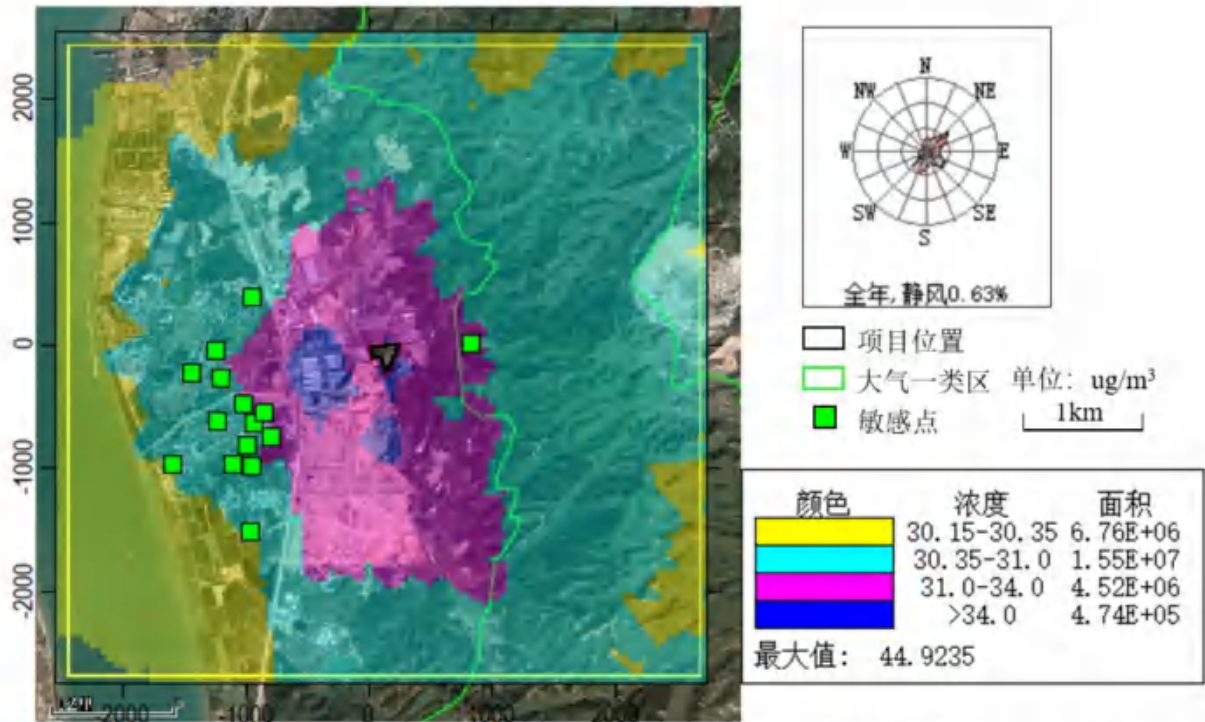 2000
1000
0
-1000
-2000
-2000
-1000
0
1000
2000
N
NW
NE
W
E
SW
SE
S
全年,静风0.63%
项目位置
大气一类区 单位: ug/m³
敏感点
1km
颜色 浓度 面积
30.15-30.35 6.76E+06
30.35-31.0 1.55E+07
31.0-34.0 4.52E+06
>34.0 4.74E+05
最大值: 44.9235